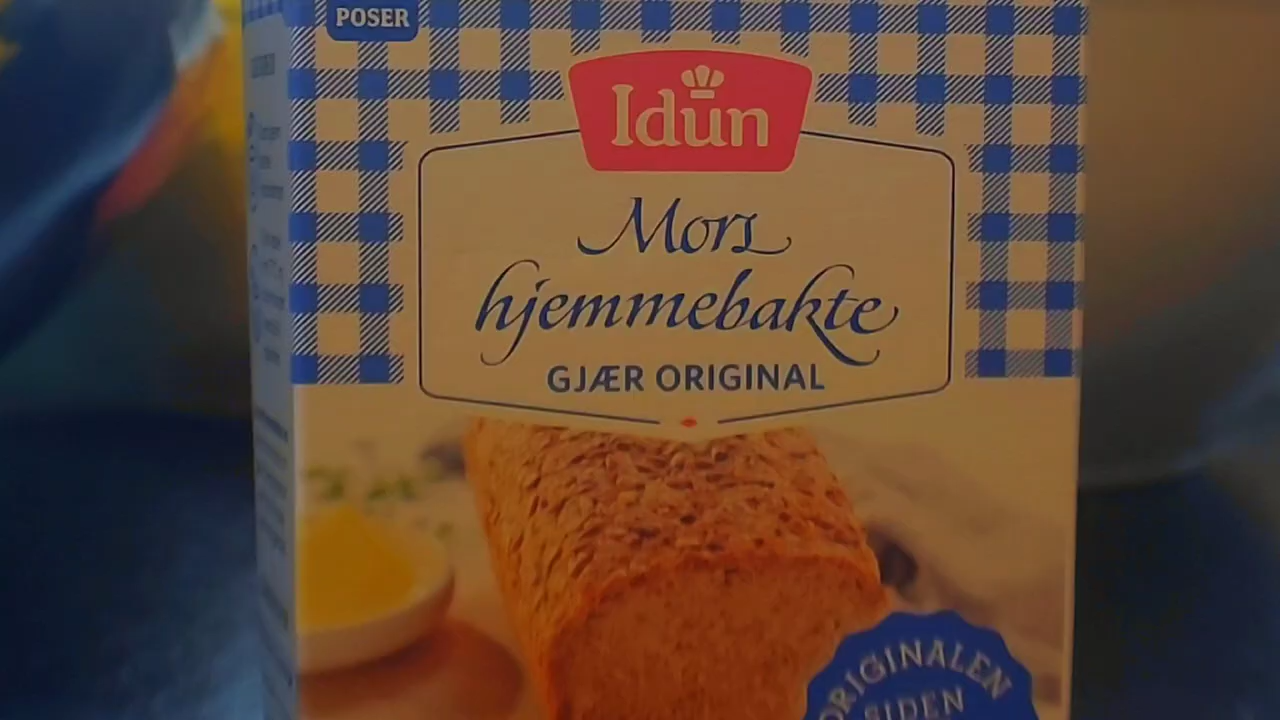 POSER
Idun
Mors
hjemmebakte
GJÆR ORIGINAL
ORIGINALEN
SIDEN